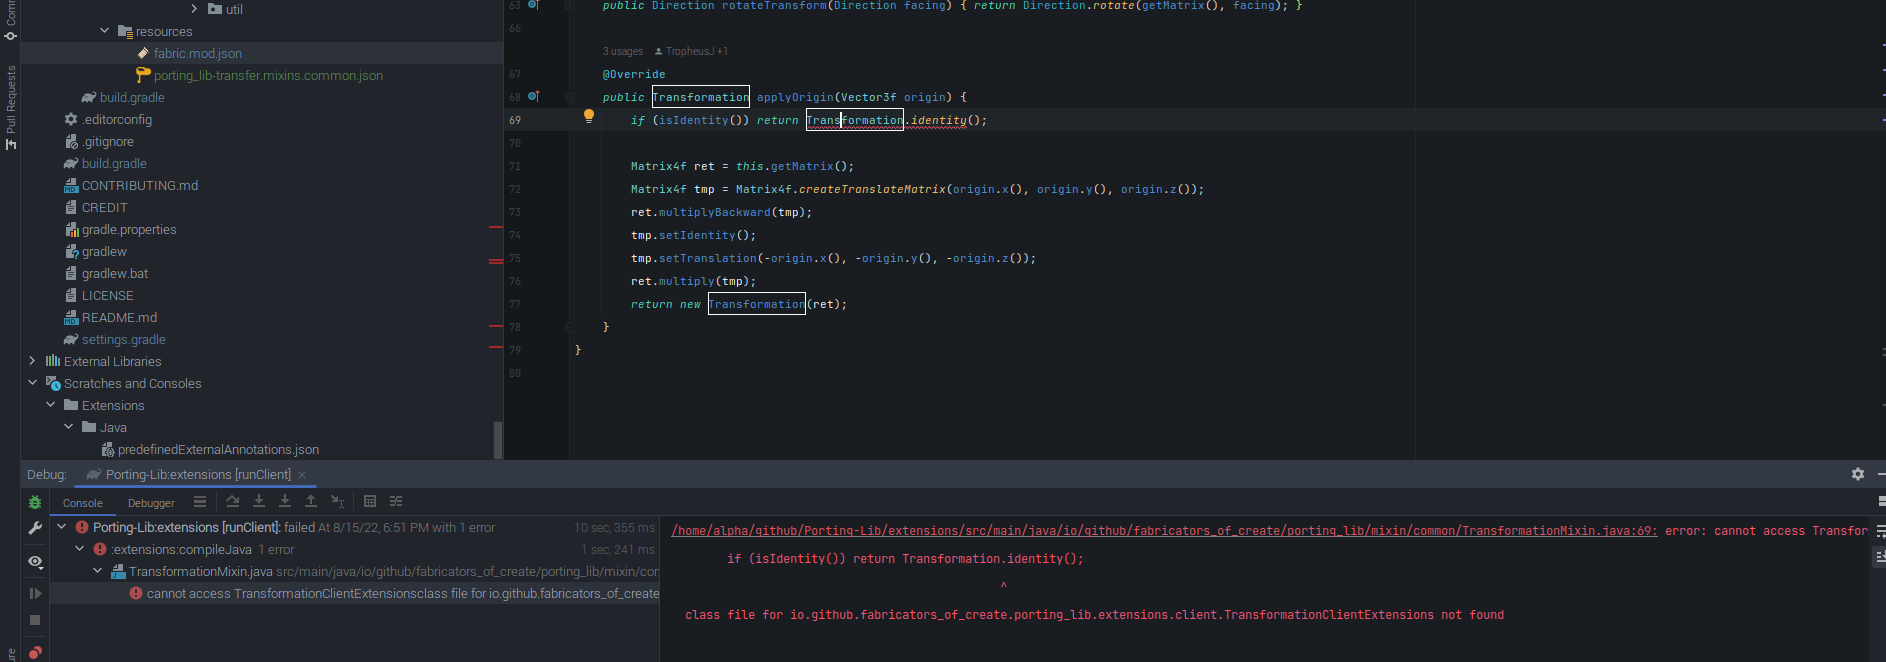 Comm
Pull Requests
util
resources
fabric.mod.json
porting_lib-transfer.mixins.common.json
build.gradle
.editorconfig
.gitignore
build.gradle
CONTRIBUTING.md
CREDIT
gradle.properties
gradlew
gradlew.bat
LICENSE
README.md
settings.gradle
External Libraries
Scratches and Consoles
Extensions
Java
predefinedExternalAnnotations.json
63 public Direction rotateTransform(Direction facing) { return Direction.rotate(getMatrix(), facing); }
66
3 usages TropheusJ +1
67 @Override
68 public Transformation applyOrigin(Vector3f origin) {
69 if (isIdentity()) return Transformation.identity();
70
71 Matrix4f ret = this.getMatrix();
72 Matrix4f tmp = Matrix4f.createTranslateMatrix(origin.x(), origin.y(), origin.z());
73 ret.multiplyBackward(tmp);
74 tmp.setIdentity();
75 tmp.setTranslation(-origin.x(), -origin.y(), -origin.z());
76 ret.multiply(tmp);
77 return new Transformation(ret);
78 }
79 }
80
Debug: Porting-Lib:extensions [runClient]
Console Debugger
Porting-Lib:extensions [runClient]: failed At 8/15/22, 6:51 PM with 1 error 10 sec, 355 ms
:extensions:compileJava 1 error 1 sec, 241 ms
TransformationMixin.java src/main/java/io/github/fabricators_of_create/porting_lib/mixin/con
cannot access TransformationClientExtensionsclass file for io.github.fabricators_of_create
/home/alpha/github/Porting-Lib/extensions/src/main/java/io/github/fabricators_of_create/porting_lib/mixin/common/TransformationMixin.java:69: error: cannot access Transfor
if (isIdentity()) return Transformation.identity();
^
class file for io.github.fabricators_of_create.porting_lib.extensions.client.TransformationClientExtensions not found